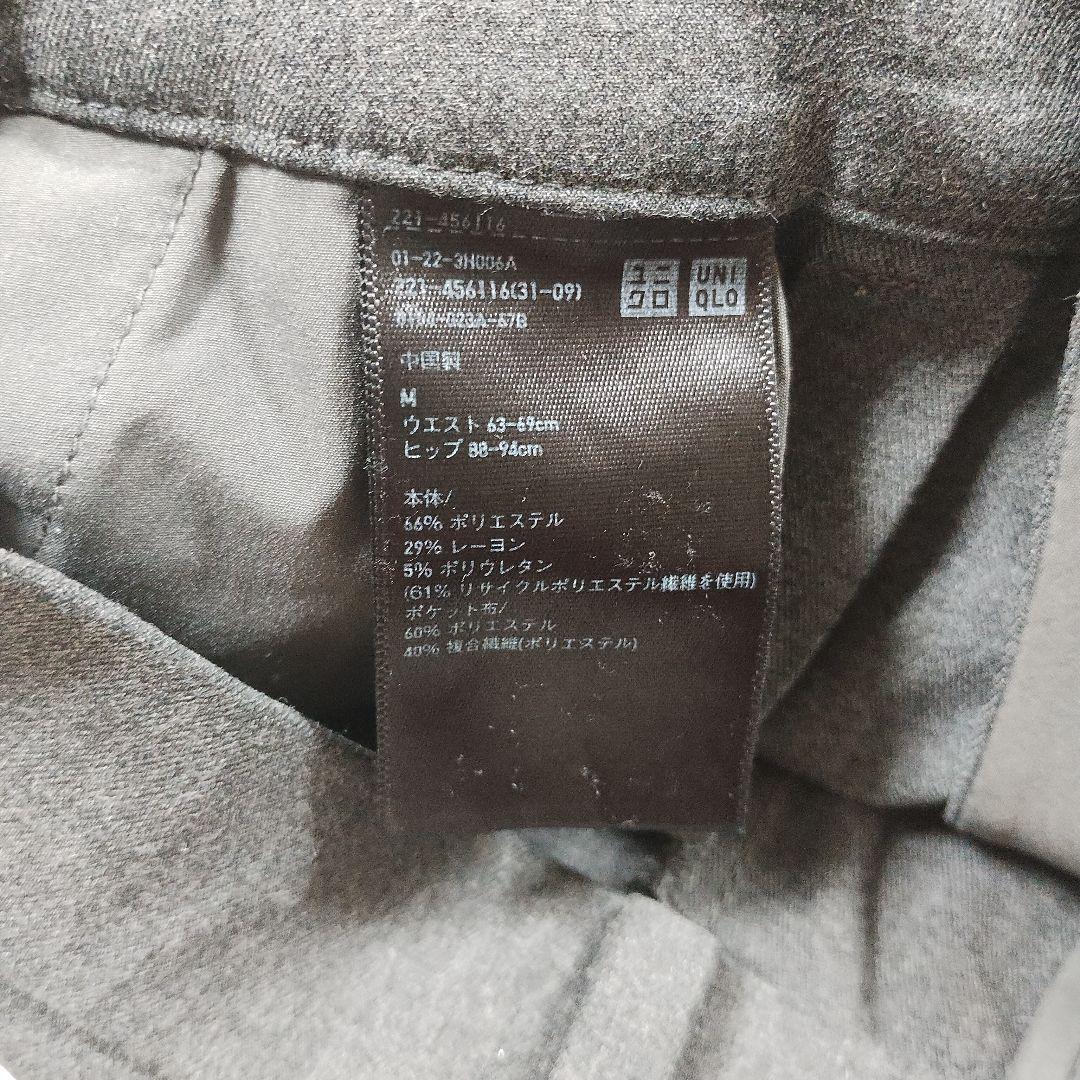 221-456116
01-22-3H006A
221-456116(31-09)
ユニ
クロ
UNI
QLO
中国製
M
ウエスト 63-69cm
ヒップ 88-94cm
本体/
66% ポリエステル
29% レーヨン
5% ポリウレタン
(61% リサイクルポリエステル繊維を使用)
ポケット布/
60% ポリエステル
40% 複合繊維(ポリエステル)